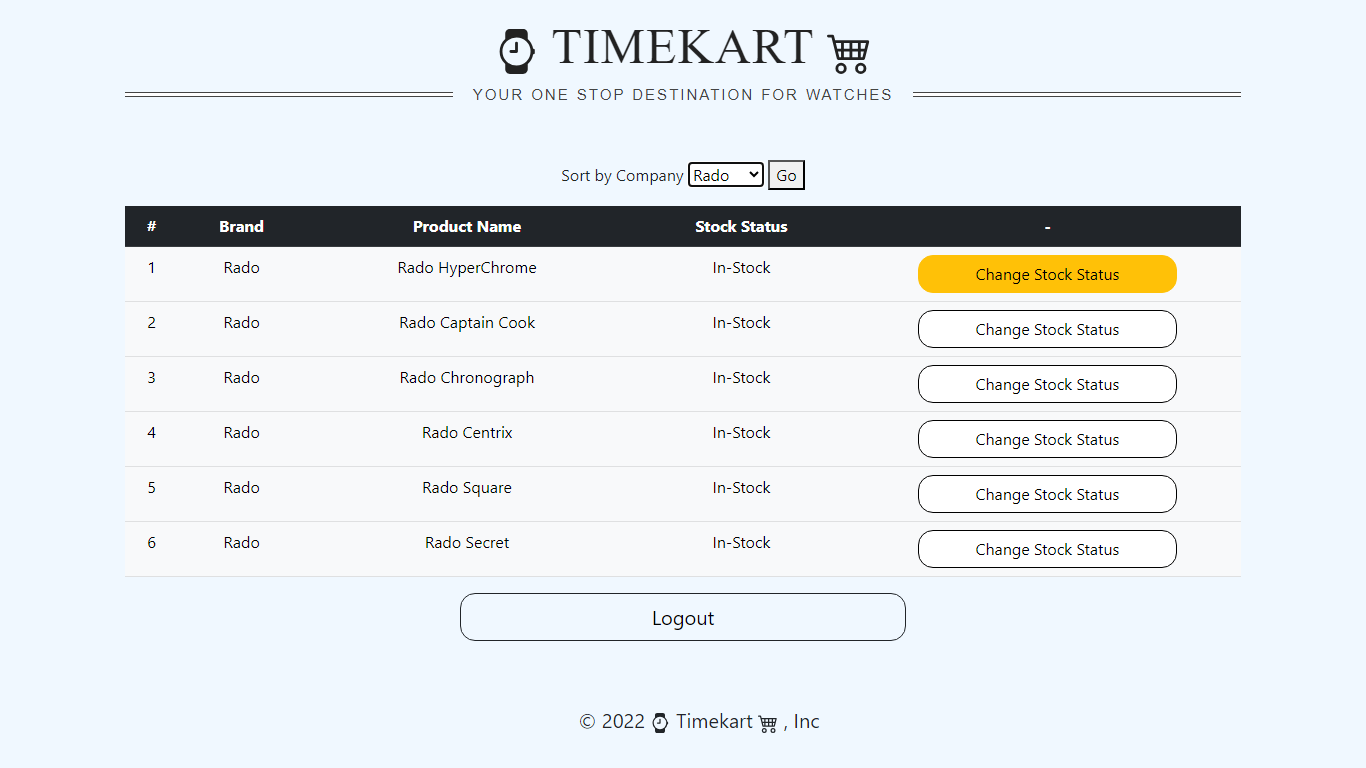 TIMEKART
YOUR ONE STOP DESTINATION FOR WATCHES
Sort by Company Rado Go
# Brand Product Name Stock Status -
1 Rado Rado HyperChrome In-Stock Change Stock Status
2 Rado Rado Captain Cook In-Stock Change Stock Status
3 Rado Rado Chronograph In-Stock Change Stock Status
4 Rado Rado Centrix In-Stock Change Stock Status
5 Rado Rado Square In-Stock Change Stock Status
6 Rado Rado Secret In-Stock Change Stock Status
Logout
© 2022 Timekart , Inc